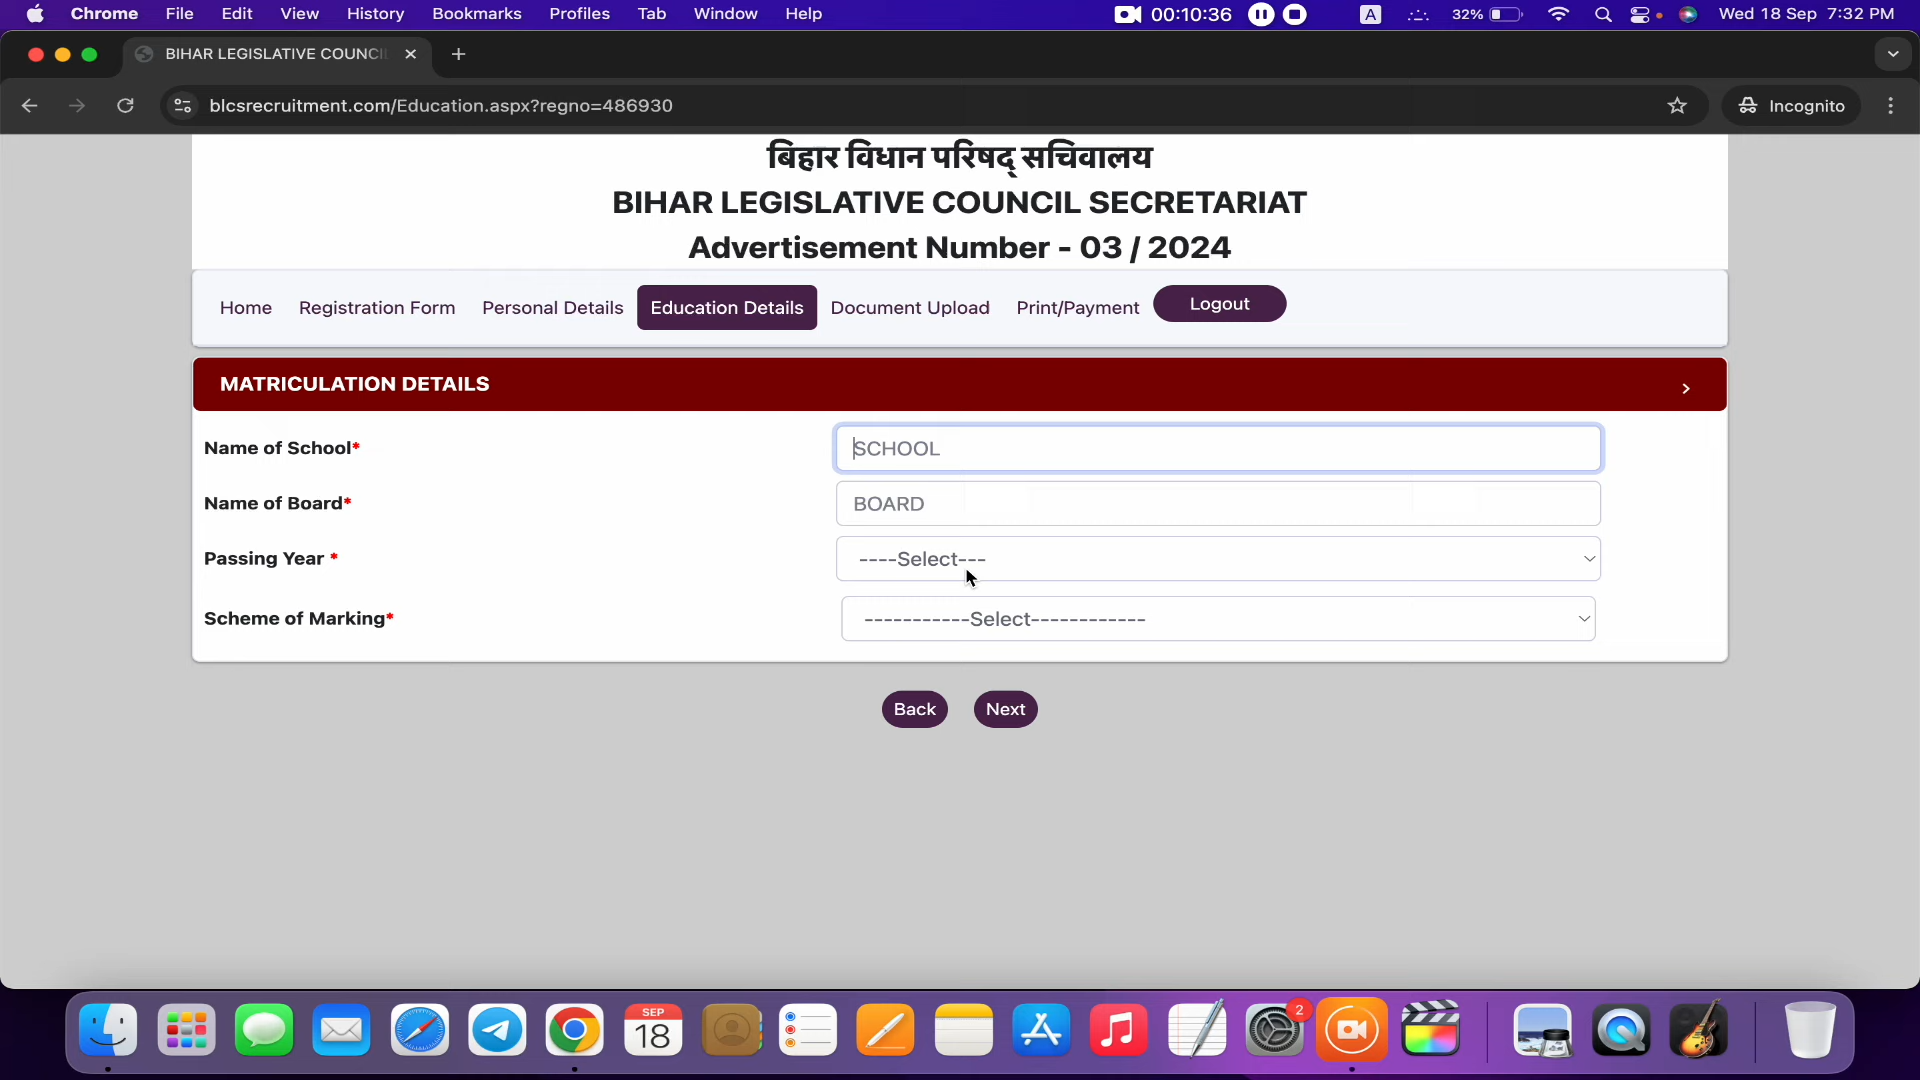 Chrome File Edit View History Bookmarks Profiles Tab Window Help 00:10:36 A 32% Wed 18 Sep 7:32 PM
BIHAR LEGISLATIVE COUNCI
blcsrecruitment.com/Education.aspx?regno=486930 Incognito
बिहार विधान परिषद् सचिवालय
BIHAR LEGISLATIVE COUNCIL SECRETARIAT
Advertisement Number - 03 / 2024
Home Registration Form Personal Details Education Details Document Upload Print/Payment Logout
MATRICULATION DETAILS
Name of School* SCHOOL
Name of Board* BOARD
Passing Year * ----Select---
Scheme of Marking* -----------Select------------
Back Next
SEP
18
2